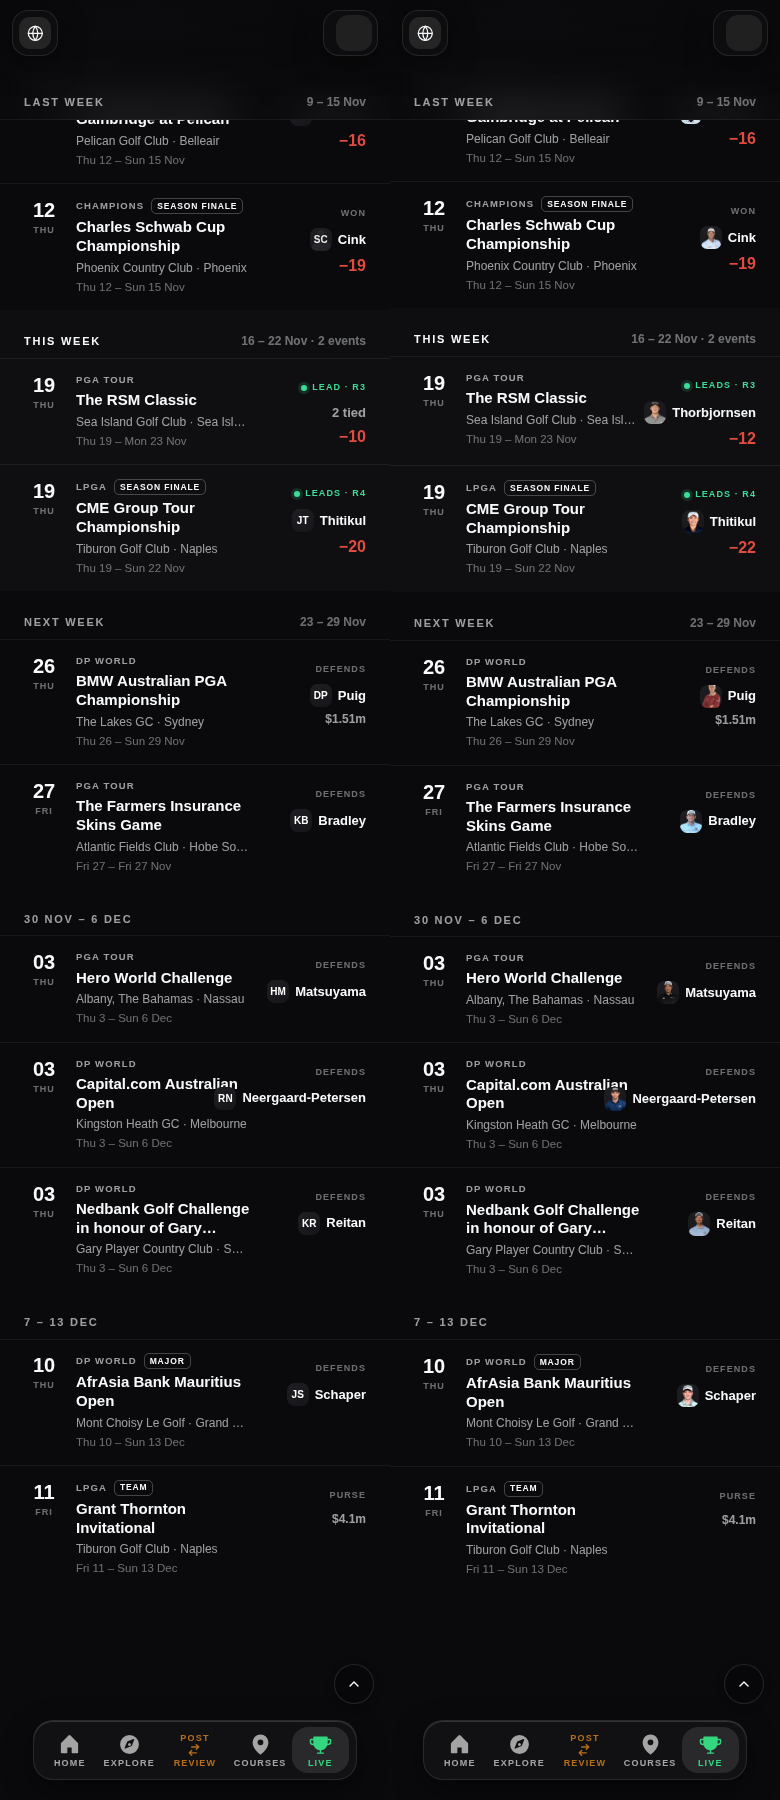 LAST WEEK 9 – 15 Nov
Gainbridge at Pelican
Pelican Golf Club · Belleair −16
Thu 12 – Sun 15 Nov
12 CHAMPIONS SEASON FINALE WON
THU Charles Schwab Cup
Championship SC Cink
Phoenix Country Club · Phoenix −19
Thu 12 – Sun 15 Nov
THIS WEEK 16 – 22 Nov · 2 events
19 PGA TOUR LEAD · R3
THU The RSM Classic 2 tied
Sea Island Golf Club · Sea Isl… −10
Thu 19 – Mon 23 Nov
19 LPGA SEASON FINALE LEADS · R4
THU CME Group Tour
Championship JT Thitikul
Tiburon Golf Club · Naples −20
Thu 19 – Sun 22 Nov
NEXT WEEK 23 – 29 Nov
26 DP WORLD DEFENDS
THU BMW Australian PGA
Championship DP Puig
The Lakes GC · Sydney $1.51m
Thu 26 – Sun 29 Nov
27 PGA TOUR DEFENDS
FRI The Farmers Insurance
Skins Game KB Bradley
Atlantic Fields Club · Hobe So…
Fri 27 – Fri 27 Nov
30 NOV – 6 DEC
03 PGA TOUR DEFENDS
THU Hero World Challenge
Albany, The Bahamas · Nassau HM Matsuyama
Thu 3 – Sun 6 Dec
03 DP WORLD DEFENDS
THU Capital.com Australian
Open RN Neergaard-Petersen
Kingston Heath GC · Melbourne
Thu 3 – Sun 6 Dec
03 DP WORLD DEFENDS
THU Nedbank Golf Challenge
in honour of Gary… KR Reitan
Gary Player Country Club · S…
Thu 3 – Sun 6 Dec
7 – 13 DEC
10 DP WORLD MAJOR DEFENDS
THU AfrAsia Bank Mauritius
Open JS Schaper
Mont Choisy Le Golf · Grand …
Thu 10 – Sun 13 Dec
11 LPGA TEAM PURSE
FRI Grant Thornton
Invitational $4.1m
Tiburon Golf Club · Naples
Fri 11 – Sun 13 Dec
HOME EXPLORE POST REVIEW COURSES LIVE
LAST WEEK 9 – 15 Nov
Gainbridge at Pelican
Pelican Golf Club · Belleair −16
Thu 12 – Sun 15 Nov
12 CHAMPIONS SEASON FINALE WON
THU Charles Schwab Cup
Championship Cink
Phoenix Country Club · Phoenix −19
Thu 12 – Sun 15 Nov
THIS WEEK 16 – 22 Nov · 2 events
19 PGA TOUR LEADS · R3
THU The RSM Classic
Sea Island Golf Club · Sea Isl… Thorbjornsen
Thu 19 – Mon 23 Nov −12
19 LPGA SEASON FINALE LEADS · R4
THU CME Group Tour
Championship Thitikul
Tiburon Golf Club · Naples −22
Thu 19 – Sun 22 Nov
NEXT WEEK 23 – 29 Nov
26 DP WORLD DEFENDS
THU BMW Australian PGA
Championship Puig
The Lakes GC · Sydney $1.51m
Thu 26 – Sun 29 Nov
27 PGA TOUR DEFENDS
FRI The Farmers Insurance
Skins Game Bradley
Atlantic Fields Club · Hobe So…
Fri 27 – Fri 27 Nov
30 NOV – 6 DEC
03 PGA TOUR DEFENDS
THU Hero World Challenge
Albany, The Bahamas · Nassau Matsuyama
Thu 3 – Sun 6 Dec
03 DP WORLD DEFENDS
THU Capital.com Australian
Open Neergaard-Petersen
Kingston Heath GC · Melbourne
Thu 3 – Sun 6 Dec
03 DP WORLD DEFENDS
THU Nedbank Golf Challenge
in honour of Gary… Reitan
Gary Player Country Club · S…
Thu 3 – Sun 6 Dec
7 – 13 DEC
10 DP WORLD MAJOR DEFENDS
THU AfrAsia Bank Mauritius
Open Schaper
Mont Choisy Le Golf · Grand …
Thu 10 – Sun 13 Dec
11 LPGA TEAM PURSE
FRI Grant Thornton
Invitational $4.1m
Tiburon Golf Club · Naples
Fri 11 – Sun 13 Dec
HOME EXPLORE POST REVIEW COURSES LIVE